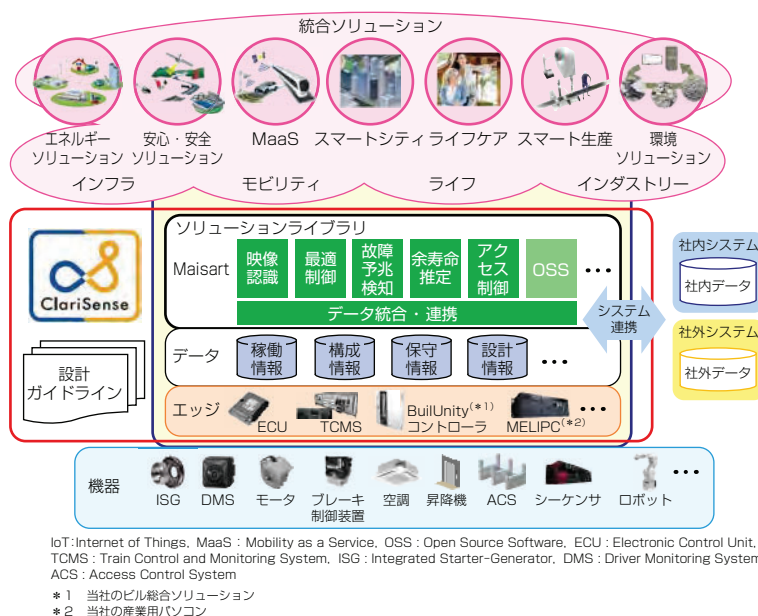 統合ソリューション
エネルギー
ソリューション
安心・安全
ソリューション
MaaS
スマートシティ
ライフケア
スマート生産
環境
ソリューション
インフラ
モビリティ
ライフ
インダストリー
ClariSense
設計
ガイドライン
ソリューションライブラリ
Maisart
映像
認識
最適
制御
故障
予兆
検知
余寿命
推定
アク
セス
制御
OSS
•••
データ統合・連携
データ
稼働
情報
構成
情報
保守
情報
設計
情報
•••
エッジ
ECU
TCMS
BuilUnity(*1)
コントローラ
MELIPC(*2)
•••
システム
連携
社内システム
社内データ
社外システム
社外データ
機器
ISG
DMS
モータ
ブレーキ
制御装置
空調
昇降機
ACS
シーケンサ
ロボット
•••
IoT:Internet of Things, MaaS : Mobility as a Service, OSS : Open Source Software, ECU : Electronic Control Unit,
TCMS : Train Control and Monitoring System, ISG : Integrated Starter-Generator, DMS : Driver Monitoring System
ACS : Access Control System
*1 当社のビル総合ソリューション
*2 当社の産業用パソコン